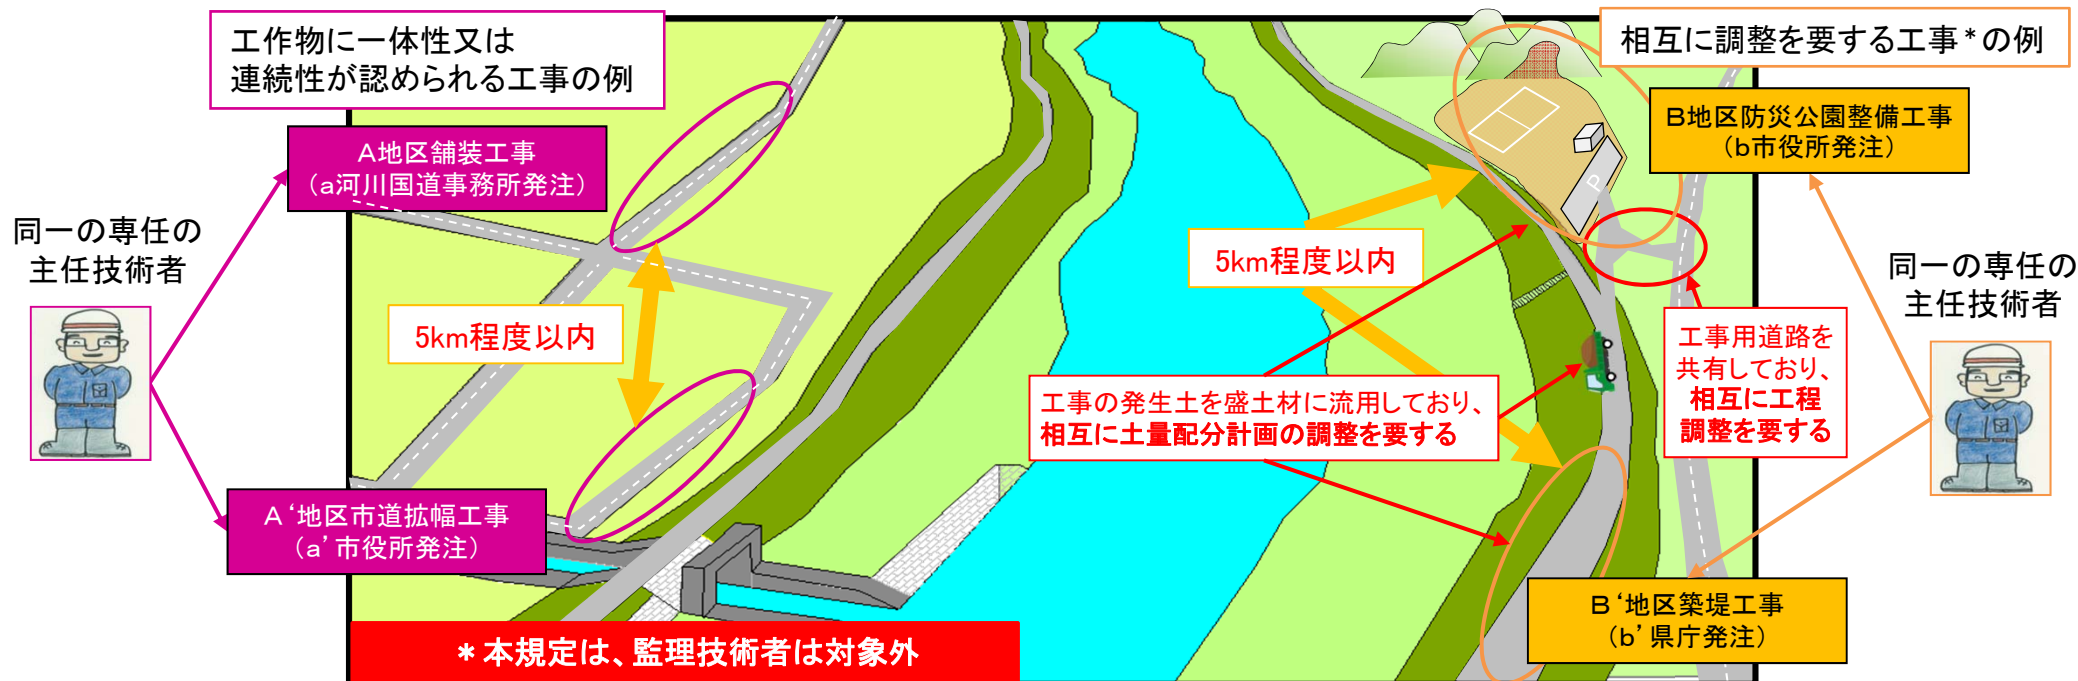 工作物に一体性又は
連続性が認められる工事の例
A地区舗装工事
(a河川国道事務所発注)
同一の専任の
主任技術者
5km程度以内
A‘地区市道拡幅工事
(a’市役所発注)
＊本規定は、監理技術者は対象外
相互に調整を要する工事*の例
B地区防災公園整備工事
(b市役所発注)
P
5km程度以内
同一の専任の
主任技術者
工事用道路を
共有しており、
相互に工程
調整を要する
工事の発生土を盛土材に流用しており、
相互に土量配分計画の調整を要する
B‘地区築堤工事
(b’県庁発注)